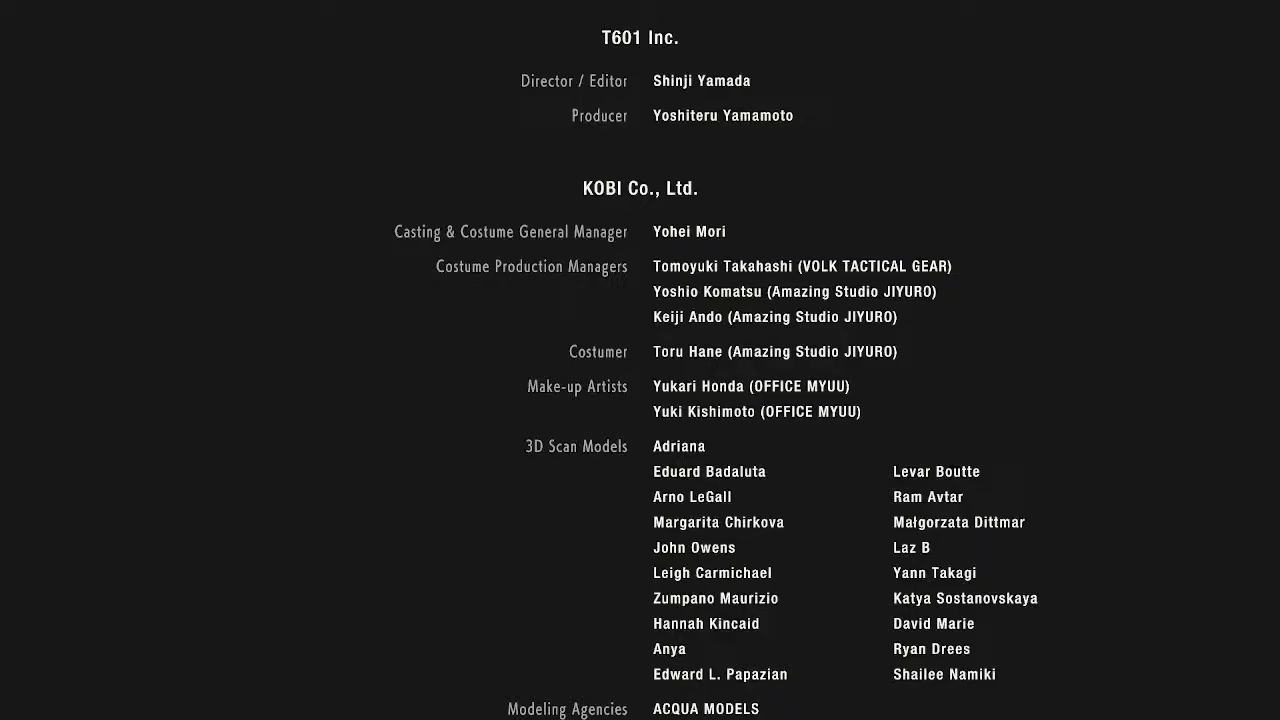 T601 Inc.
Director / Editor Shinji Yamada
Producer Yoshiteru Yamamoto
KOBI Co., Ltd.
Casting & Costume General Manager Yohei Mori
Costume Production Managers Tomoyuki Takahashi (VOLK TACTICAL GEAR)
Yoshio Komatsu (Amazing Studio JIYURO)
Keiji Ando (Amazing Studio JIYURO)
Costumer Toru Hane (Amazing Studio JIYURO)
Make-up Artists Yukari Honda (OFFICE MYUU)
Yuki Kishimoto (OFFICE MYUU)
3D Scan Models Adriana
Eduard Badaluta Levar Boutte
Arno LeGall Ram Avtar
Margarita Chirkova Małgorzata Dittmar
John Owens Laz B
Leigh Carmichael Yann Takagi
Zumpano Maurizio Katya Sostanovskaya
Hannah Kincaid David Marie
Anya Ryan Drees
Edward L. Papazian Shailee Namiki
Modeling Agencies ACQUA MODELS